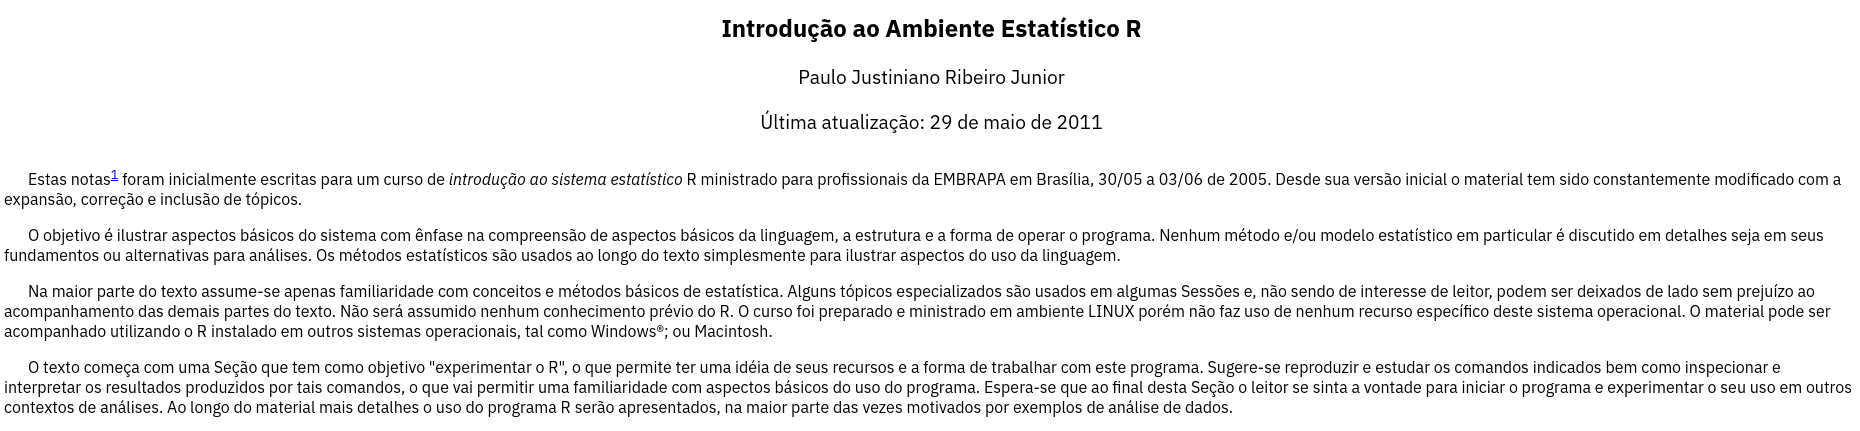 Introdução ao Ambiente Estatístico R
Paulo Justiniano Ribeiro Junior
Última atualização: 29 de maio de 2011
Estas notas1 foram inicialmente escritas para um curso de introdução ao sistema estatístico R ministrado para profissionais da EMBRAPA em Brasília, 30/05 a 03/06 de 2005. Desde sua versão inicial o material tem sido constantemente modificado com a
expansão, correção e inclusão de tópicos.
O objetivo é ilustrar aspectos básicos do sistema com ênfase na compreensão de aspectos básicos da linguagem, a estrutura e a forma de operar o programa. Nenhum método e/ou modelo estatístico em particular é discutido em detalhes seja em seus
fundamentos ou alternativas para análises. Os métodos estatísticos são usados ao longo do texto simplesmente para ilustrar aspectos do uso da linguagem.
Na maior parte do texto assume-se apenas familiaridade com conceitos e métodos básicos de estatística. Alguns tópicos especializados são usados em algumas Sessões e, não sendo de interesse de leitor, podem ser deixados de lado sem prejuízo ao
acompanhamento das demais partes do texto. Não será assumido nenhum conhecimento prévio do R. O curso foi preparado e ministrado em ambiente LINUX porém não faz uso de nenhum recurso específico deste sistema operacional. O material pode ser
acompanhado utilizando o R instalado em outros sistemas operacionais, tal como Windows®; ou Macintosh.
O texto começa com uma Seção que tem como objetivo "experimentar o R", o que permite ter uma idéia de seus recursos e a forma de trabalhar com este programa. Sugere-se reproduzir e estudar os comandos indicados bem como inspecionar e
interpretar os resultados produzidos por tais comandos, o que vai permitir uma familiaridade com aspectos básicos do uso do programa. Espera-se que ao final desta Seção o leitor se sinta a vontade para iniciar o programa e experimentar o seu uso em outros
contextos de análises. Ao longo do material mais detalhes o uso do programa R serão apresentados, na maior parte das vezes motivados por exemplos de análise de dados.